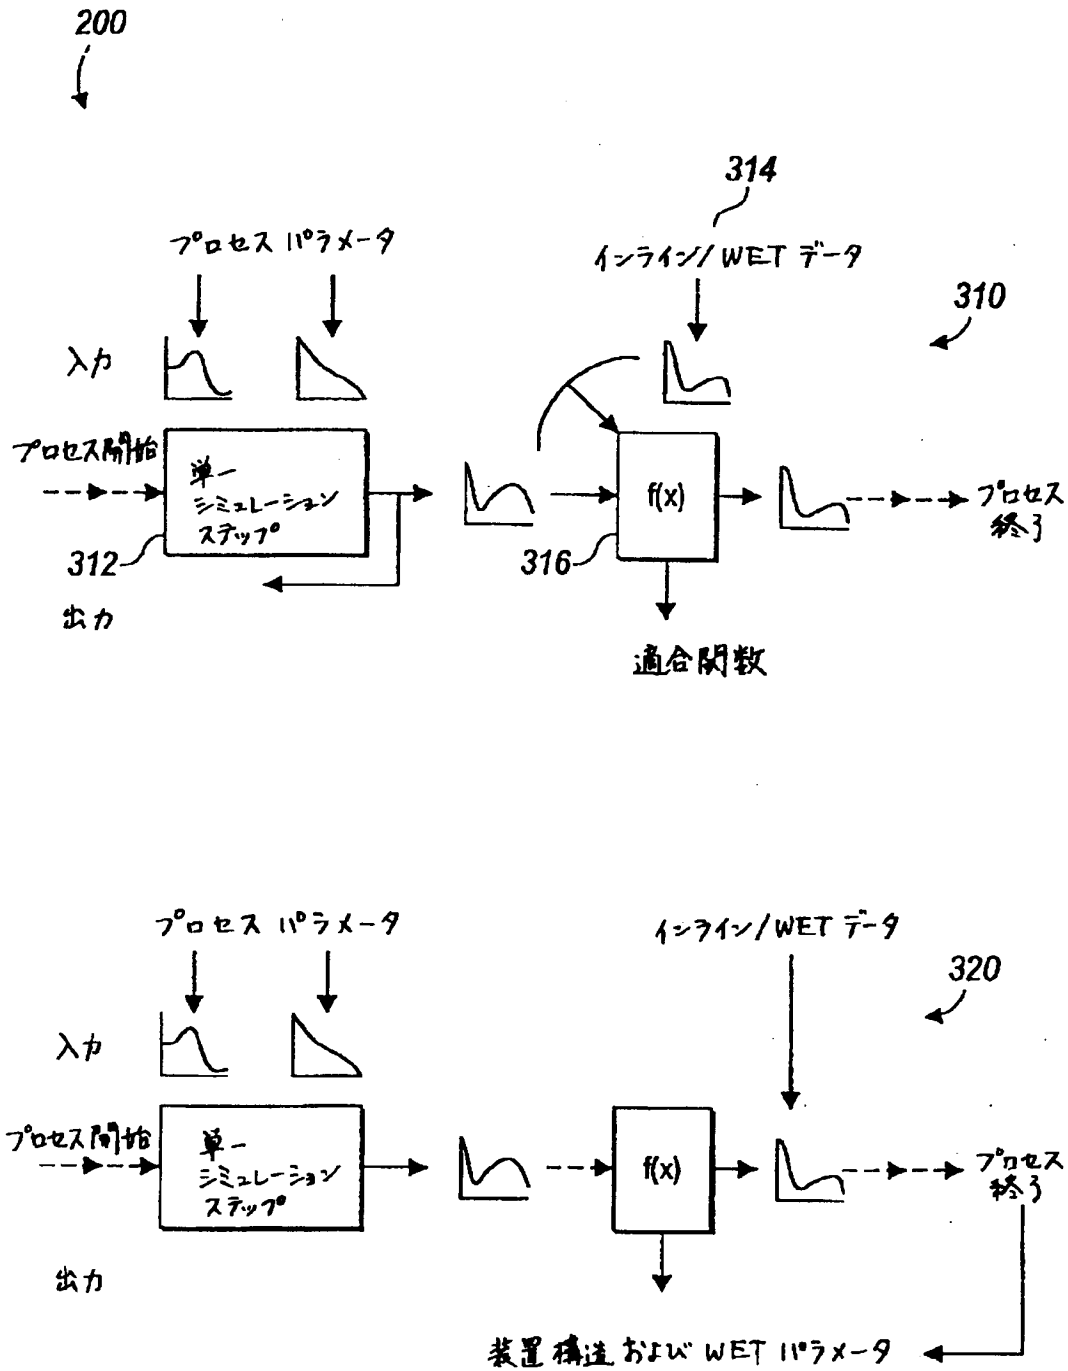 200
314
プロセス パラメータ
インライン/WET データ
310
入力
プロセス開始
単一
シミュレーション
ステップ
f(x)
プロセス
終了
312
316
出力
適合関数
プロセス パラメータ
インライン/WET データ
320
入力
プロセス開始
単一
シミュレーション
ステップ
f(x)
プロセス
終了
出力
装置構造および WET パラメータ